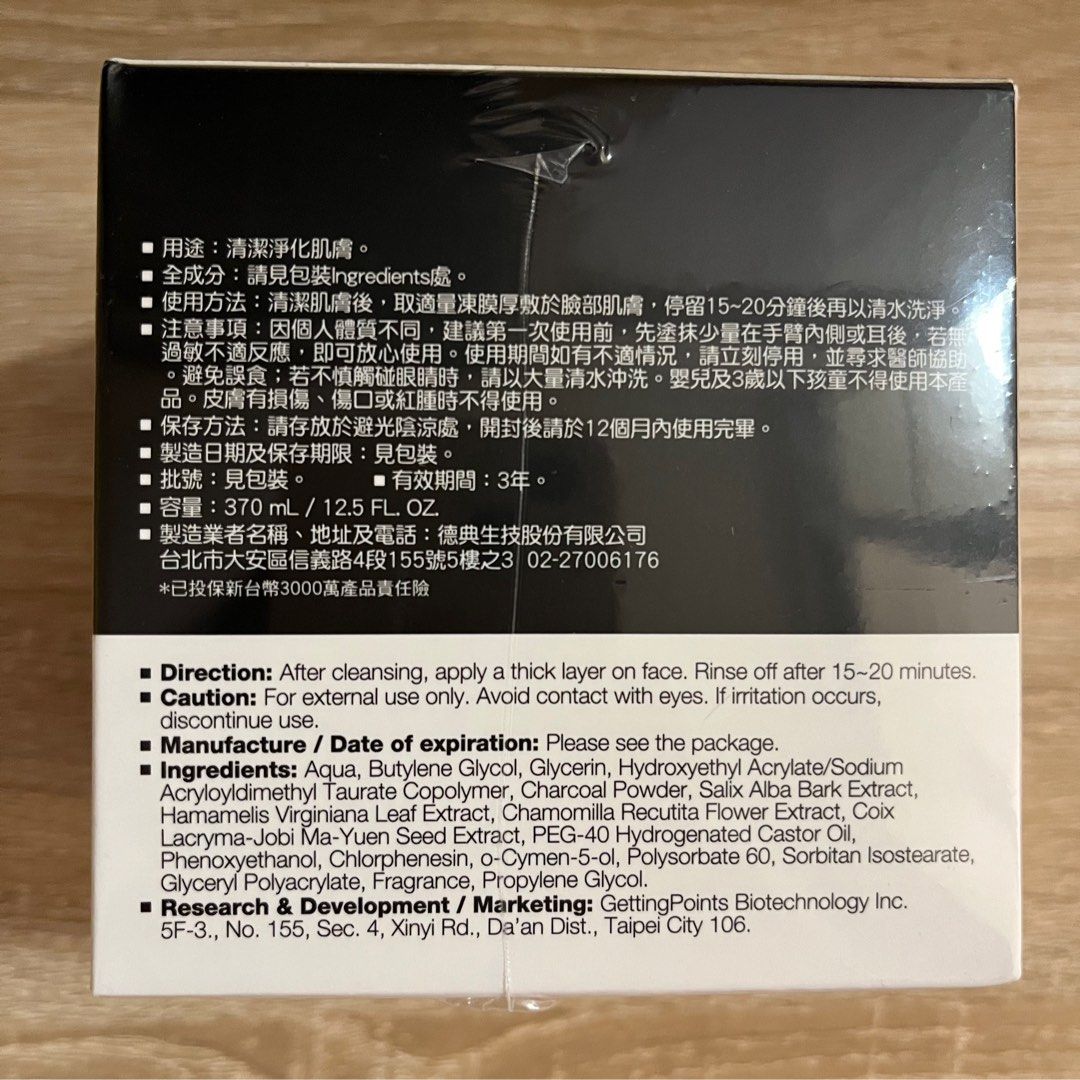 ▪ 用途：清潔淨化肌膚。
▪ 全成分：請見包裝Ingredients處。
▪ 使用方法：清潔肌膚後，取適量凍膜厚敷於臉部肌膚，停留15~20分鐘後再以清水洗淨。
▪ 注意事項：因個人體質不同，建議第一次使用前，先塗抹少量在手臂內側或耳後，若無
過敏不適反應，即可放心使用。使用期間如有不適情況，請立刻停用，並尋求醫師協助
。避免誤食；若不慎觸碰眼睛時，請以大量清水沖洗。嬰兒及3歲以下孩童不得使用本產
品。皮膚有損傷、傷口或紅腫時不得使用。
▪ 保存方法：請存放於避光陰涼處，開封後請於12個月內使用完畢。
▪ 製造日期及保存期限：見包裝。
▪ 批號：見包裝。 ▪ 有效期間：3年。
▪ 容量：370 mL / 12.5 FL. OZ.
▪ 製造業者名稱、地址及電話：德典生技股份有限公司
台北市大安區信義路4段155號5樓之3 02-27006176
*已投保新台幣3000萬產品責任險
▪ Direction: After cleansing, apply a thick layer on face. Rinse off after 15~20 minutes.
▪ Caution: For external use only. Avoid contact with eyes. If irritation occurs,
discontinue use.
▪ Manufacture / Date of expiration: Please see the package.
▪ Ingredients: Aqua, Butylene Glycol, Glycerin, Hydroxyethyl Acrylate/Sodium
Acryloyldimethyl Taurate Copolymer, Charcoal Powder, Salix Alba Bark Extract,
Hamamelis Virginiana Leaf Extract, Chamomilla Recutita Flower Extract, Coix
Lacryma-Jobi Ma-Yuen Seed Extract, PEG-40 Hydrogenated Castor Oil,
Phenoxyethanol, Chlorphenesin, o-Cymen-5-ol, Polysorbate 60, Sorbitan Isostearate,
Glyceryl Polyacrylate, Fragrance, Propylene Glycol.
▪ Research & Development / Marketing: GettingPoints Biotechnology Inc.
5F-3., No. 155, Sec. 4, Xinyi Rd., Da'an Dist., Taipei City 106.